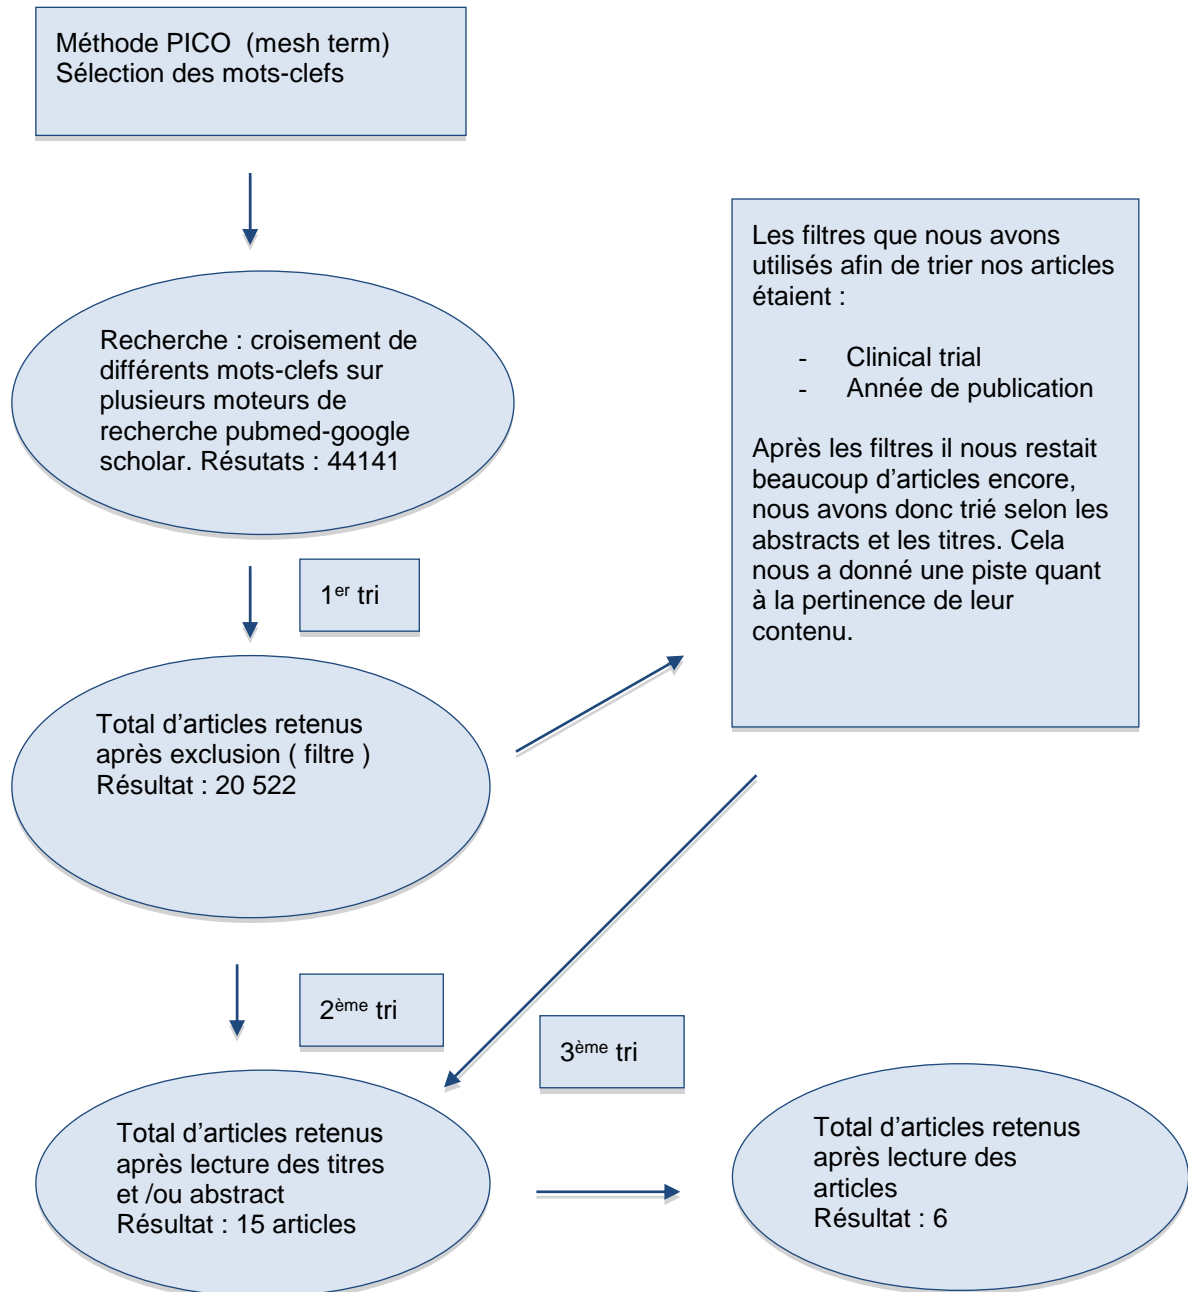 Méthode PICO  (mesh term)
Sélection des mots-clefs
Recherche : croisement de
différents mots-clefs sur
plusieurs moteurs de
recherche pubmed-google
scholar. Résutats : 44141
1er tri
Total d’articles retenus
après exclusion ( filtre )
Résultat : 20 522
Les filtres que nous avons
utilisés afin de trier nos articles
étaient :
- Clinical trial
- Année de publication
Après les filtres il nous restait
beaucoup d’articles encore,
nous avons donc trié selon les
abstracts et les titres. Cela
nous a donné une piste quant
à la pertinence de leur
contenu.
2ème tri
Total d’articles retenus
après lecture des titres
et /ou abstract
Résultat : 15 articles
3ème tri
Total d’articles retenus
après lecture des
articles
Résultat : 6